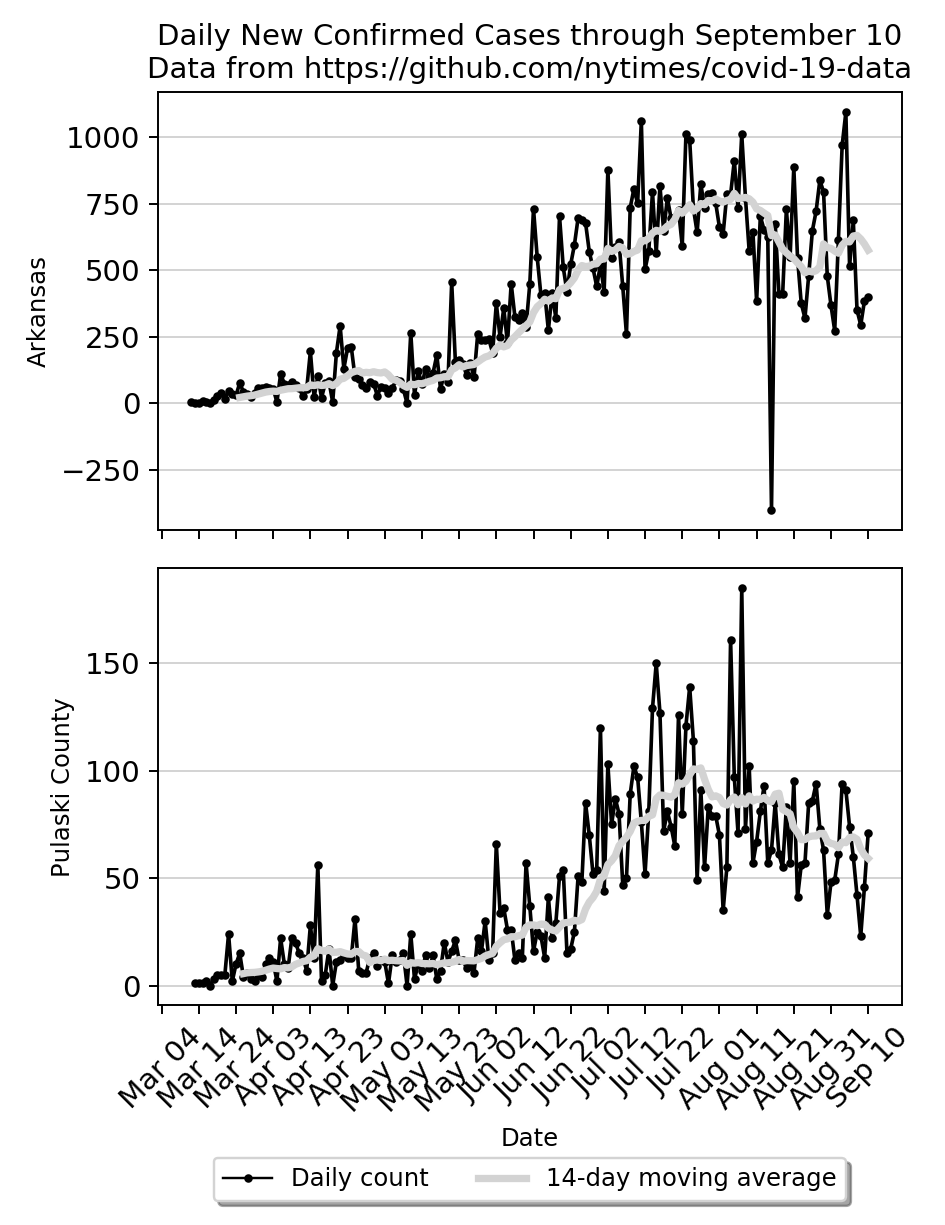 Daily New Confirmed Cases through September 10
Data from https://github.com/nytimes/covid-19-data
1000
750
500
250
0
−250
Arkansas
150
100
50
0
Pulaski County
Mar 04
Mar 14
Mar 24
Apr 03
Apr 13
Apr 23
May 03
May 13
May 23
Jun 02
Jun 12
Jun 22
Jul 02
Jul 12
Jul 22
Aug 01
Aug 11
Aug 21
Aug 31
Sep 10
Date
Daily count
14-day moving average